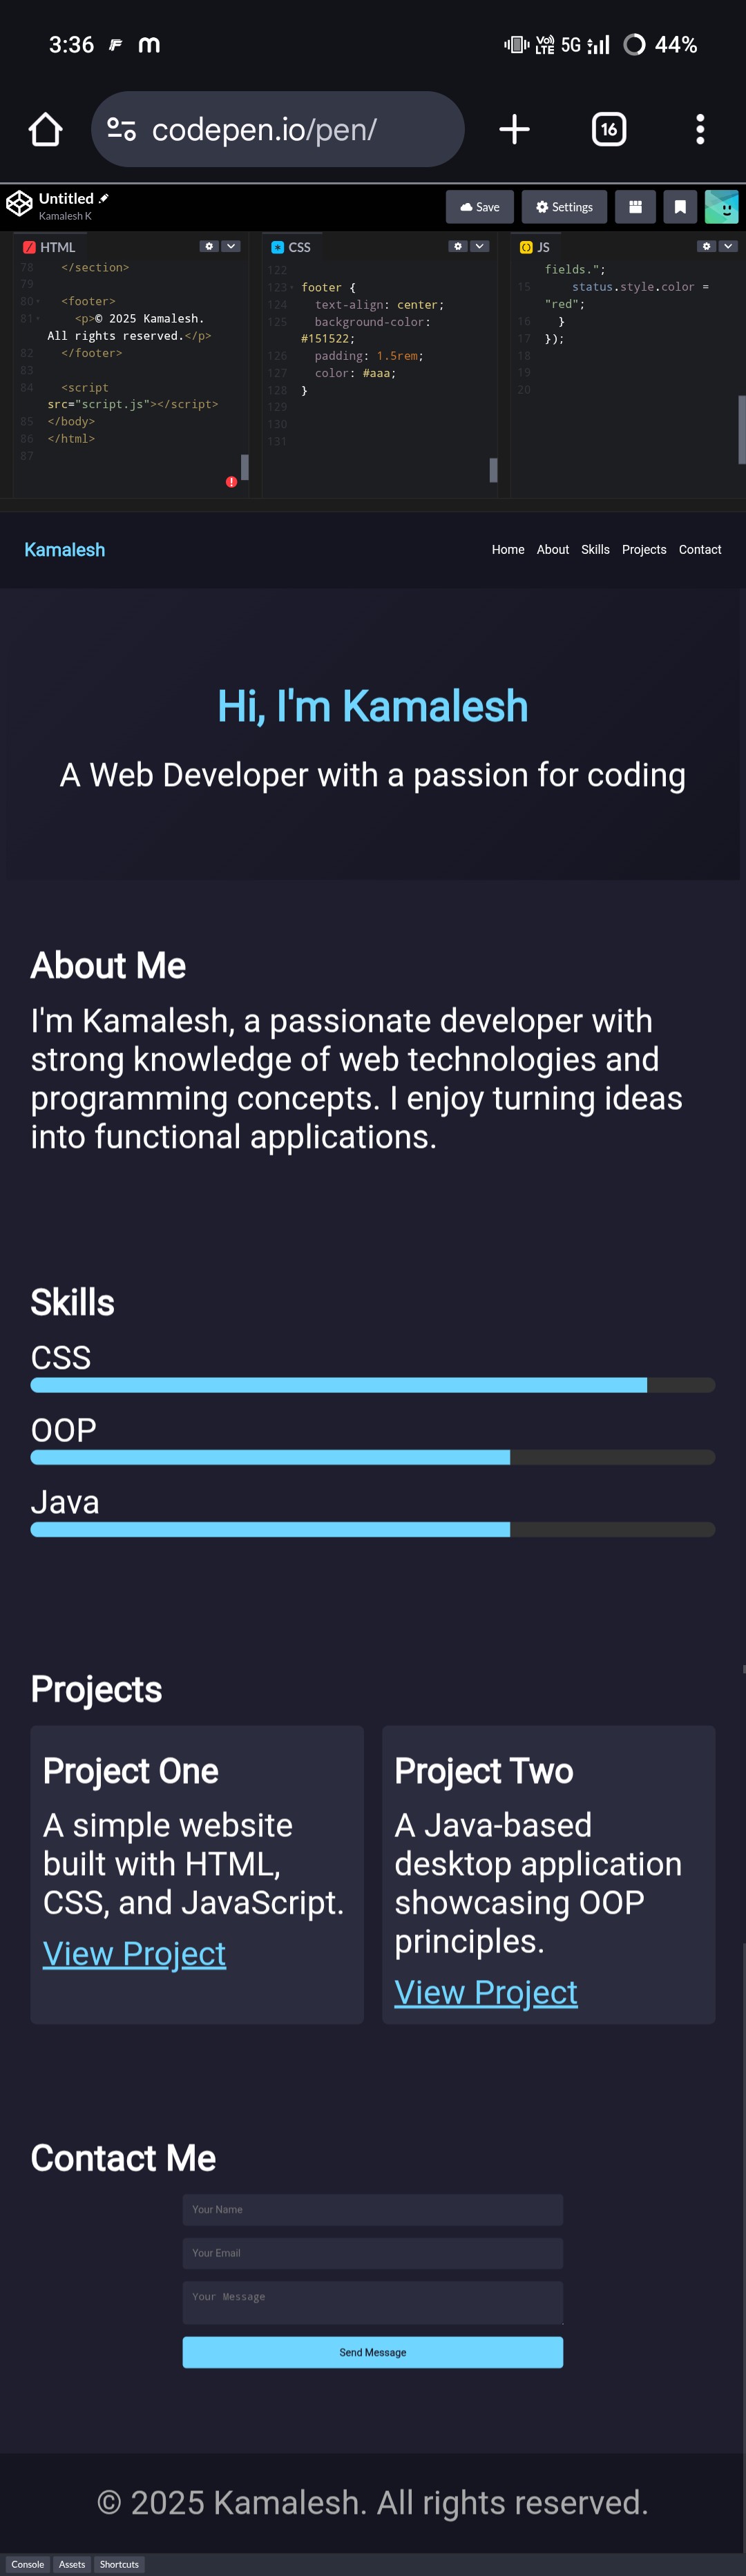 3:36
Vo)) LTE 5G 44%
codepen.io/pen/
16
Untitled
Kamalesh K
Save
Settings
HTML
78 </section>
79
80 <footer>
81 <p>© 2025 Kamalesh.
All rights reserved.</p>
82 </footer>
83
84 <script
src="script.js"></script>
85 </body>
86 </html>
87
CSS
122
123 footer {
124 text-align: center;
125 background-color:
#151522;
126 padding: 1.5rem;
127 color: #aaa;
128 }
129
130
131
JS
fields.";
15 status.style.color =
"red";
16 }
17 });
18
19
20
Kamalesh
Home About Skills Projects Contact
Hi, I'm Kamalesh
A Web Developer with a passion for coding
About Me
I'm Kamalesh, a passionate developer with
strong knowledge of web technologies and
programming concepts. I enjoy turning ideas
into functional applications.
Skills
CSS
OOP
Java
Projects
Project One
A simple website
built with HTML,
CSS, and JavaScript.
View Project
Project Two
A Java-based
desktop application
showcasing OOP
principles.
View Project
Contact Me
Your Name
Your Email
Your Message
Send Message
© 2025 Kamalesh. All rights reserved.
Console Assets Shortcuts